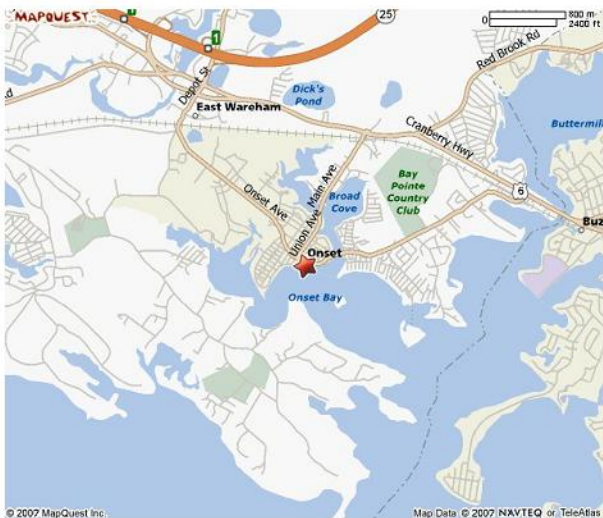 MAPQUEST
25
800 m
0
2400 ft
1
Red Brook Rd
Depot St
East Wareham
Dick's
Pond
Cranberry Hwy
Buttermil
6
Bay
Pointe
Country
Club
Main Ave
Union Ave
Onset Ave
Broad
Cove
Buz
Onset
Onset Bay
© 2007 MapQuest Inc.
Map Data © 2007 NAVTEQ or TeleAtlas